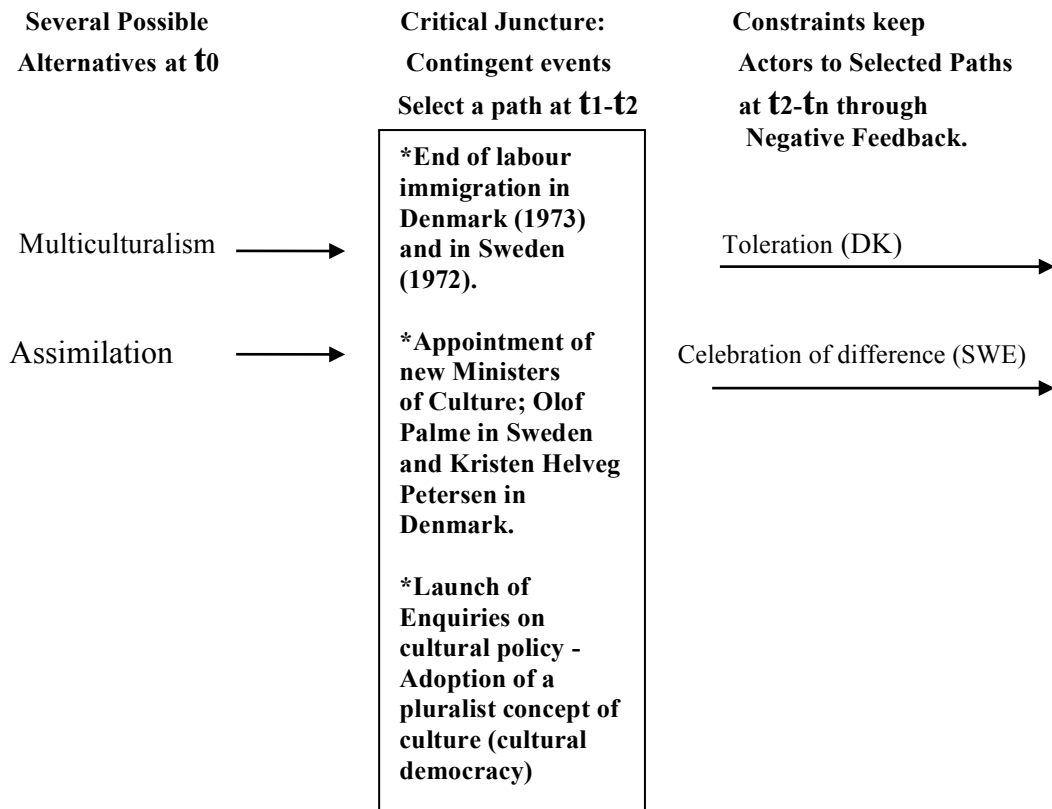 Several Possible
Alternatives at t0
Critical Juncture:
Contingent events
Select a path at t1-t2
Constraints keep
Actors to Selected Paths
at t2-tn through
Negative Feedback.
Multiculturalism
Assimilation
*End of labour
immigration in
Denmark (1973)
and in Sweden
(1972).
*Appointment of
new Ministers
of Culture; Olof
Palme in Sweden
and Kristen Helveg
Petersen in
Denmark.
*Launch of
Enquiries on
cultural policy -
Adoption of a
pluralist concept of
culture (cultural
democracy)
Toleration (DK)
Celebration of difference (SWE)